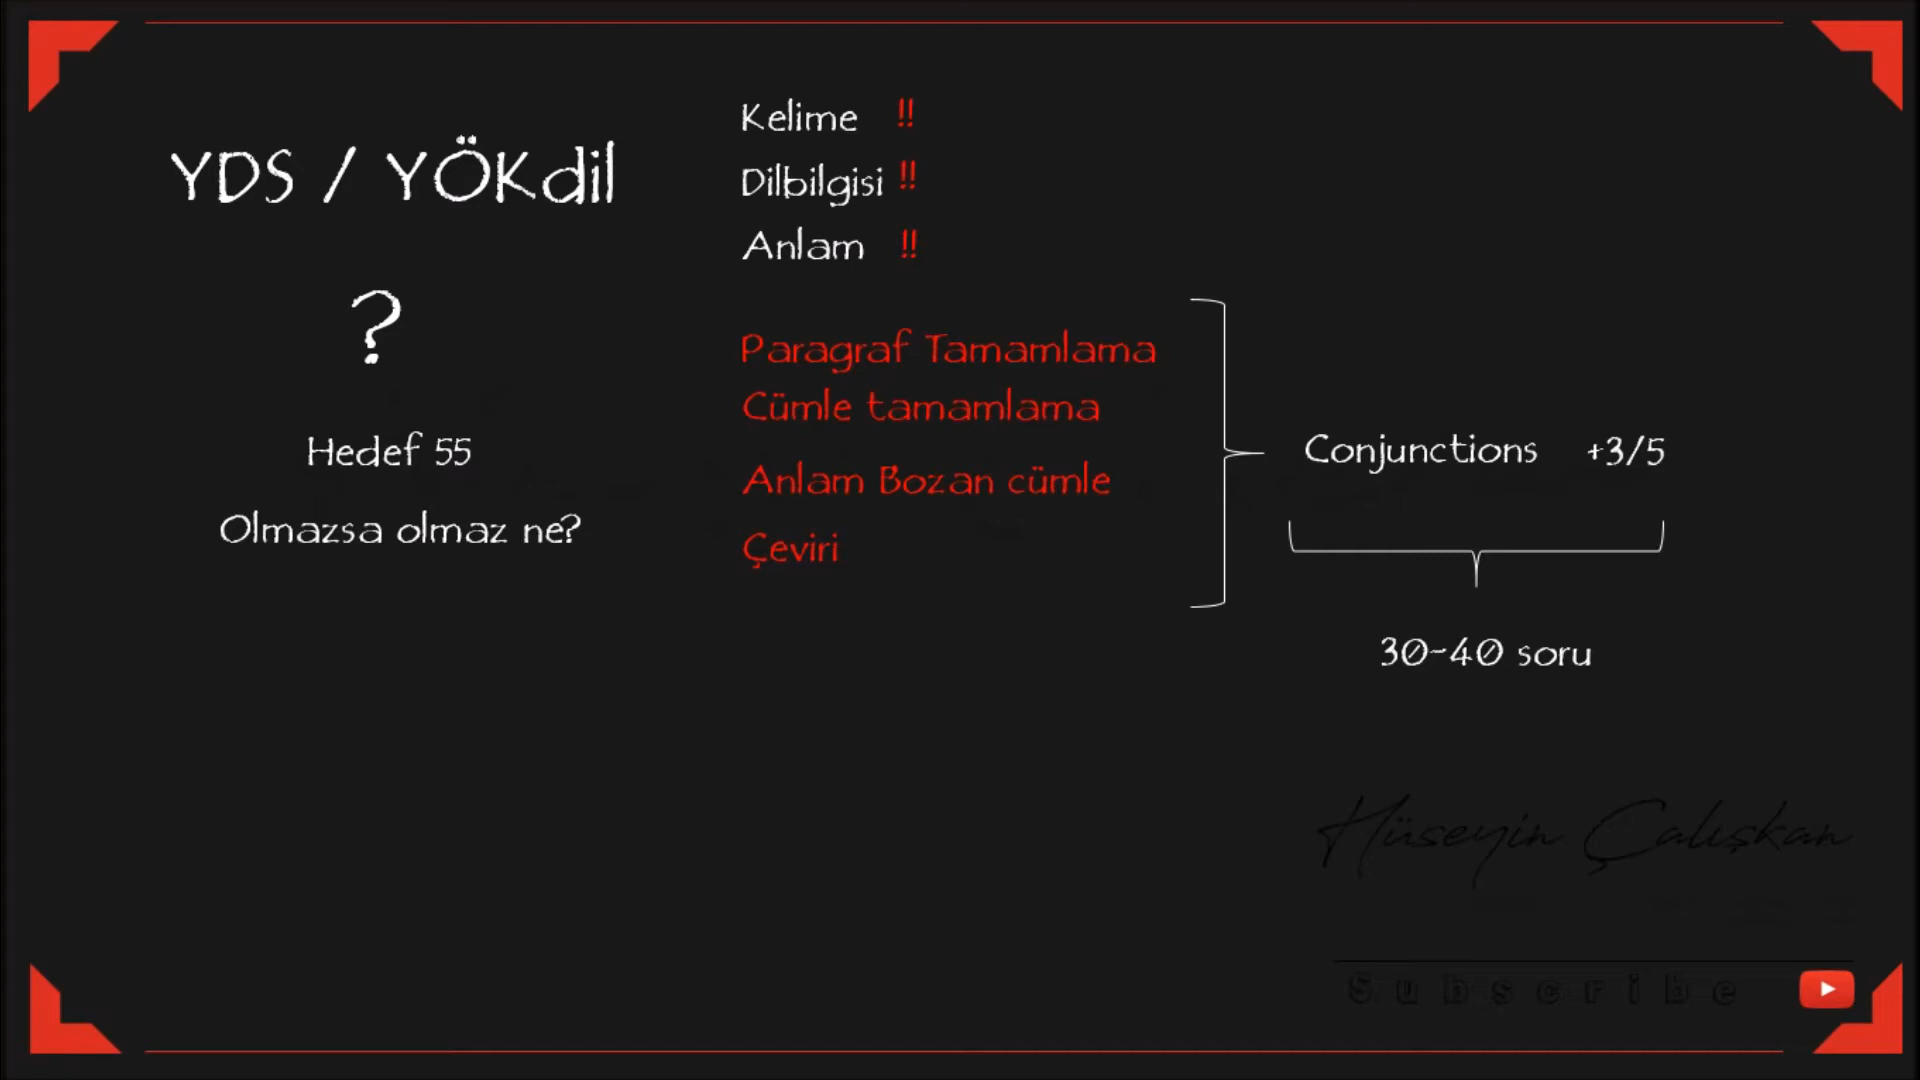 YDS / YÖKdil
?
Hedef 55
Olmazsa olmaz ne?
Kelime !!
Dilbilgisi !!
Anlam !!
Paragraf Tamamlama
Cümle tamamlama
Anlam Bozan cümle
Çeviri
Conjunctions +3/5
30-40 soru
Hüseyin Çalışkan
Subscribe